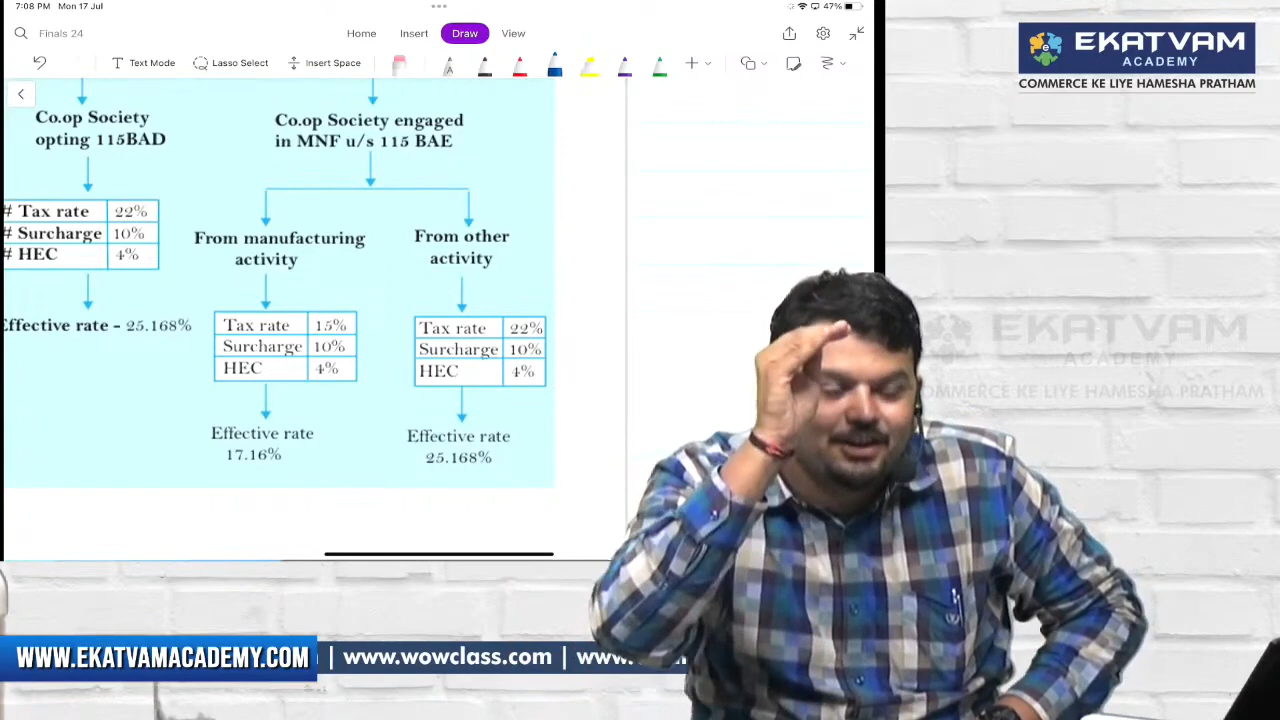 7:08 PM Mon 17 Jul
47%
Finals 24
Home
Insert
Draw
View
Text Mode
Lasso Select
Insert Space
EKATVAM
ACADEMY
COMMERCE KE LIYE HAMESHA PRATHAM
Co.op Society
opting 115BAD
Co.op Society engaged
in MNF u/s 115 BAE
# Tax rate 22%
# Surcharge 10%
# HEC 4%
Effective rate - 25.168%
From manufacturing
activity
From other
activity
Tax rate 15%
Surcharge 10%
HEC 4%
Tax rate 22%
Surcharge 10%
HEC 4%
Effective rate
17.16%
Effective rate
25.168%
EKATVAM
ACADEMY
COMMERCE KE LIYE HAMESHA PRATHAM
WWW.EKATVAMACADEMY.COM
| www.wowclass.com |